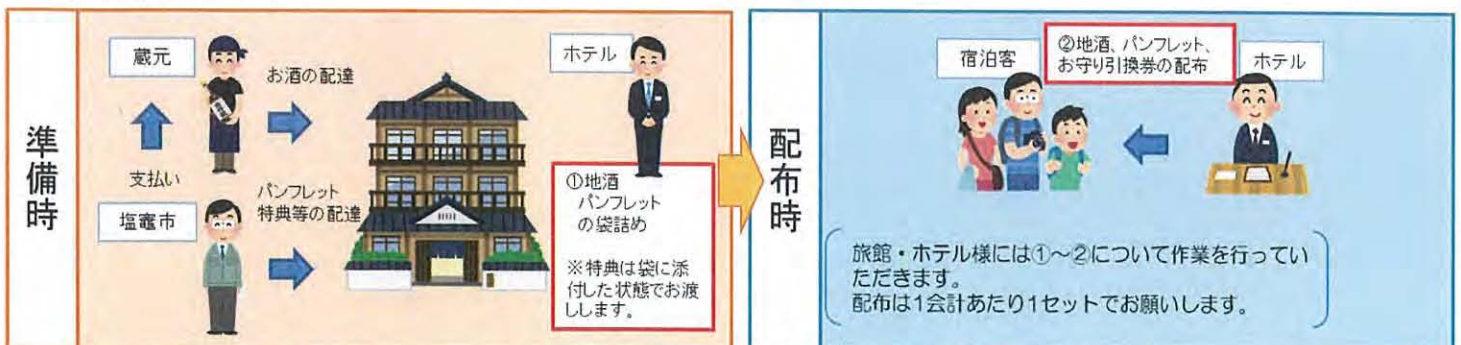 準備時
蔵元
お酒の配達
ホテル
支払い
パンフレット
特典等の配達
塩竈市
①地酒
パンフレット
の袋詰め
※特典は袋に添
付した状態でお渡
しします。
配布時
宿泊客
②地酒、パンフレット、
お守り引換券の配布
ホテル
旅館・ホテル様には①～②について作業を行ってい
ただきます。
配布は1会計あたり1セットでお願いします。